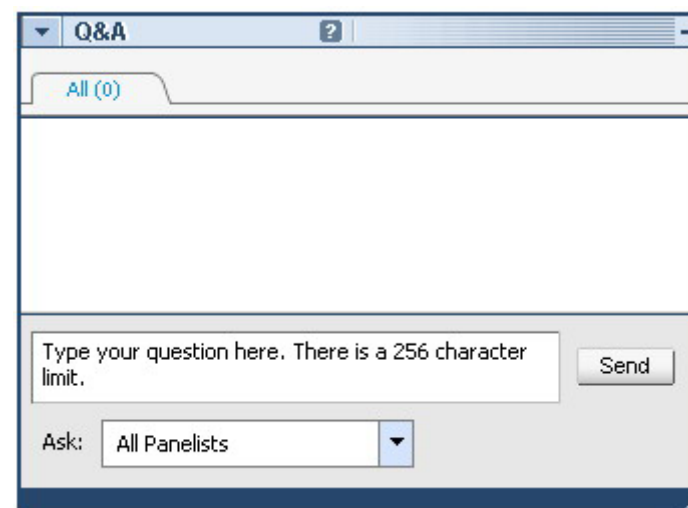 Q&A
?
All (0)
Type your question here. There is a 256 character
limit.
Send
Ask:
All Panelists